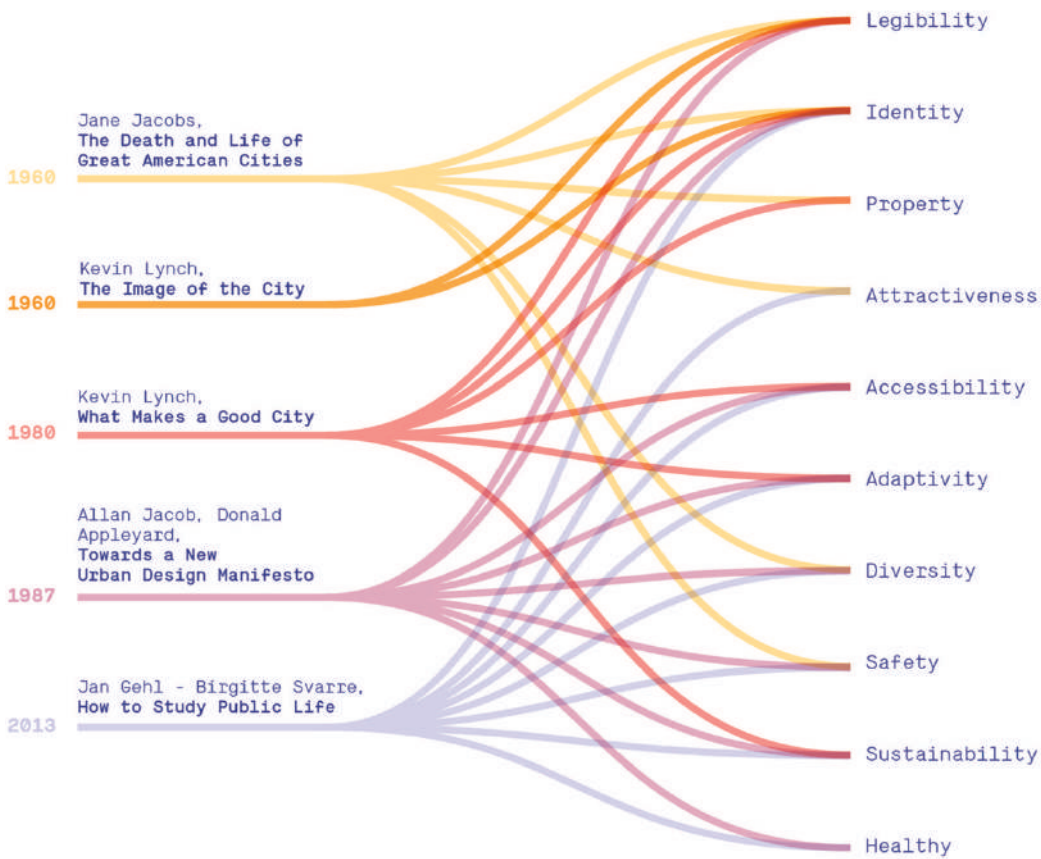 Jane Jacobs,
The Death and Life of
Great American Cities
1960
Kevin Lynch,
The Image of the City
1960
Kevin Lynch,
What Makes a Good City
1980
Allan Jacob, Donald
Appleyard,
Towards a New
Urban Design Manifesto
1987
Jan Gehl - Birgitte Svarre,
How to Study Public Life
2013
Legibility
Identity
Property
Attractiveness
Accessibility
Adaptivity
Diversity
Safety
Sustainability
Healthy